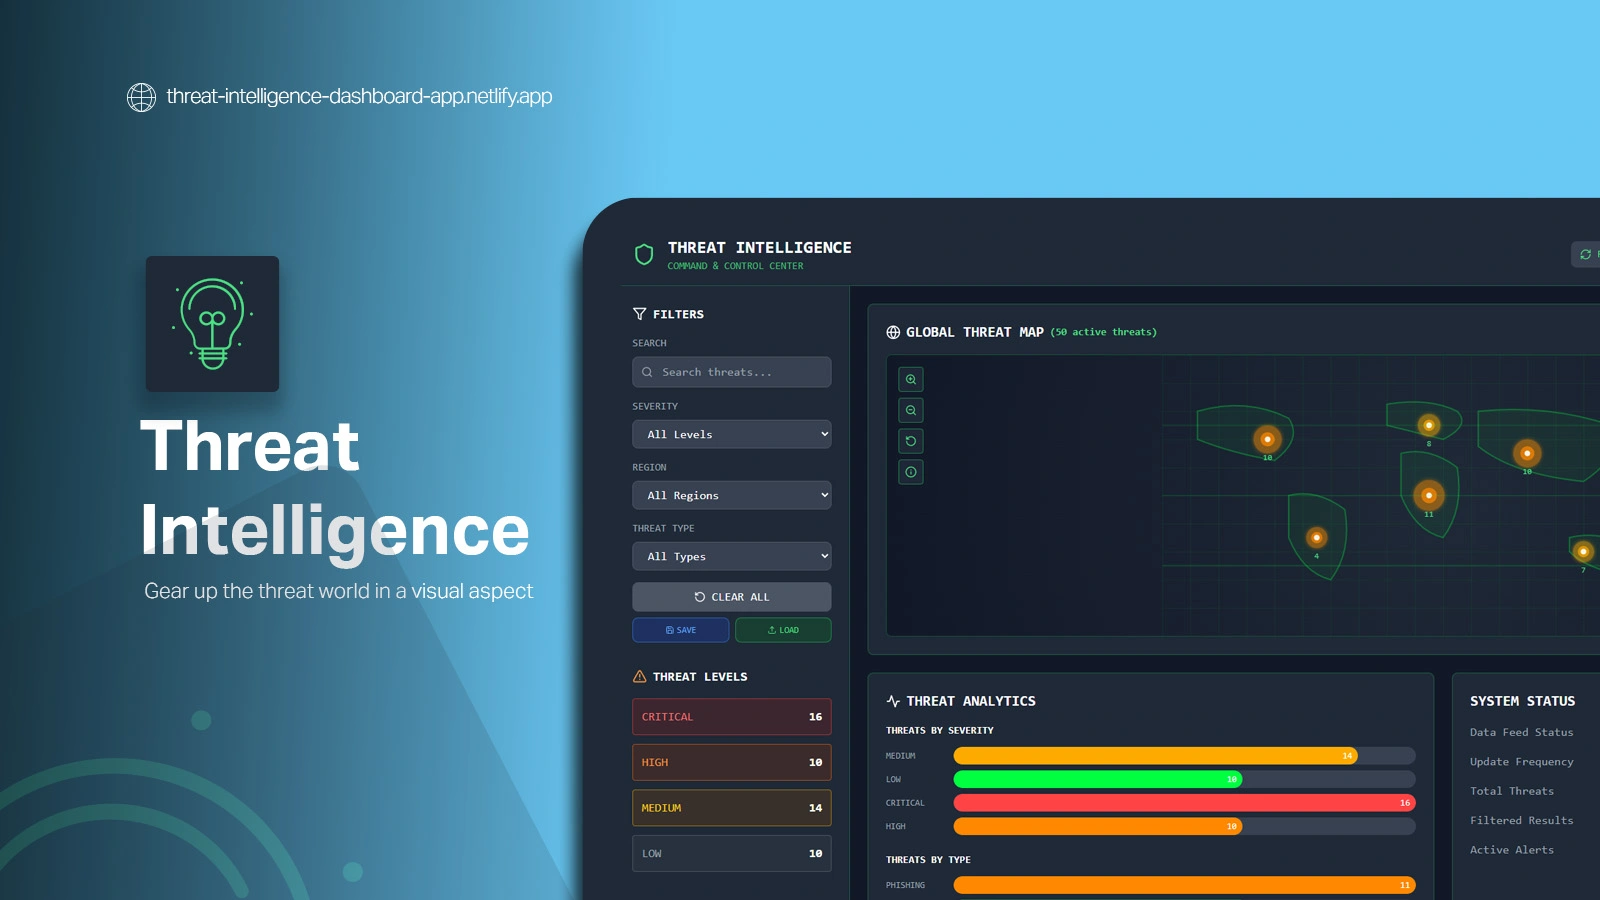 threat-intelligence-dashboard-app.netlify.app
Threat
Intelligence
Gear up the threat world in a visual aspect
THREAT INTELLIGENCE
COMMAND & CONTROL CENTER
FILTERS
SEARCH
Search threats...
SEVERITY
All Levels
REGION
All Regions
THREAT TYPE
All Types
CLEAR ALL
SAVE LOAD
THREAT LEVELS
CRITICAL 16
HIGH 10
MEDIUM 14
LOW 10
GLOBAL THREAT MAP (50 active threats)
8
10
10
11
4
7
THREAT ANALYTICS
THREATS BY SEVERITY
MEDIUM 14
LOW 10
CRITICAL 16
HIGH 10
THREATS BY TYPE
PHISHING 11
SYSTEM STATUS
Data Feed Status
Update Frequency
Total Threats
Filtered Results
Active Alerts